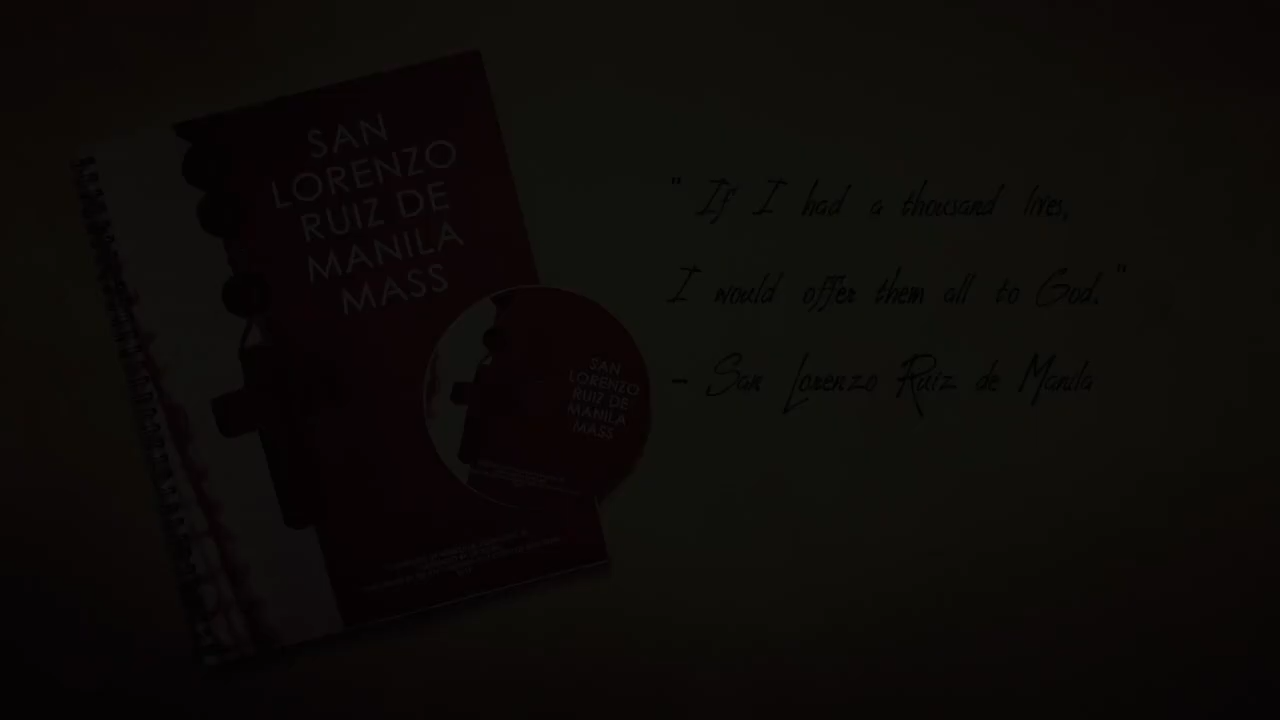 SAN
LORENZO
RUIZ DE
MANILA
MASS
SAN
LORENZO
RUIZ DE
MANILA
MASS
" If I had a thousand lives,
I would offer them all to God."
- San Lorenzo Ruiz de Manila